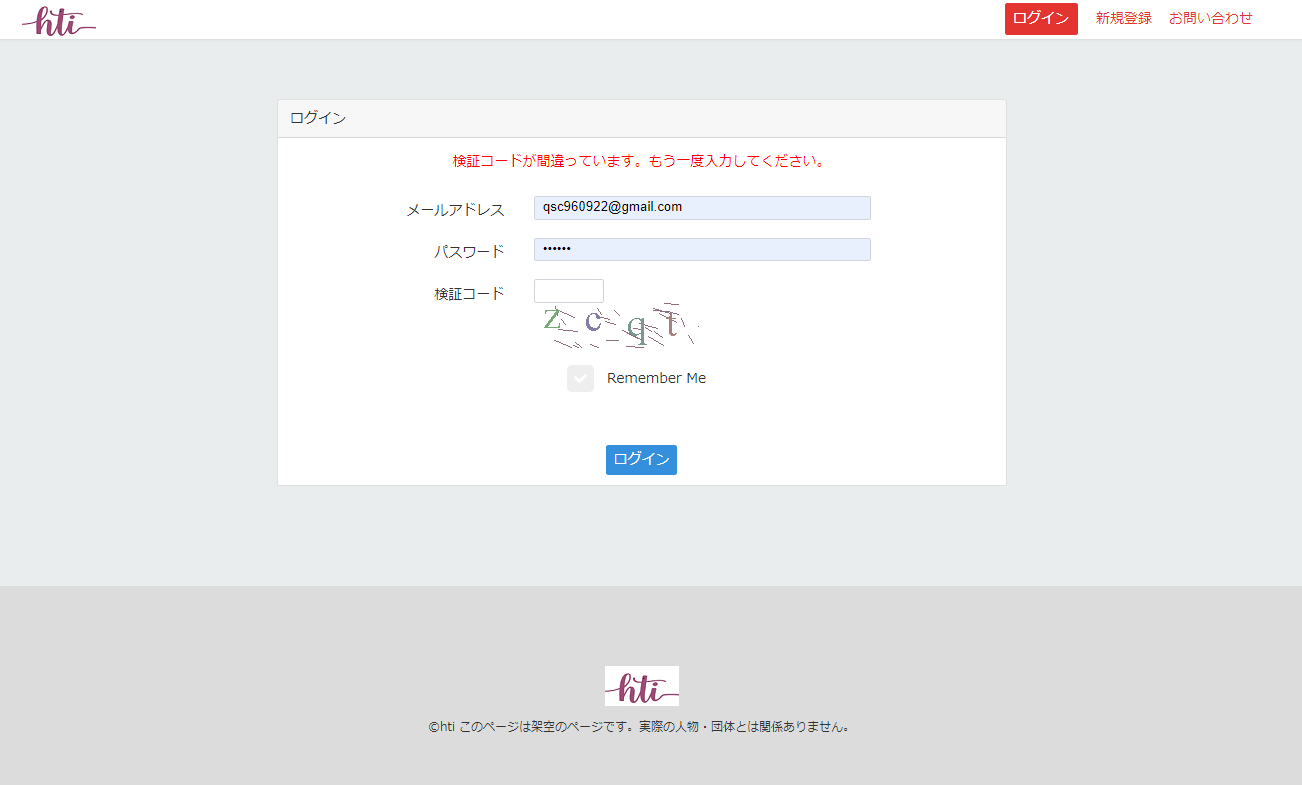 hti
ログイン 新規登録 お問い合わせ
ログイン
検証コードが間違っています。もう一度入力してください。
メールアドレス qsc960922@gmail.com
パスワード ••••••
検証コード
z c q t
Remember Me
ログイン
hti
©hti このページは架空のページです。実際の人物・団体とは関係ありません。